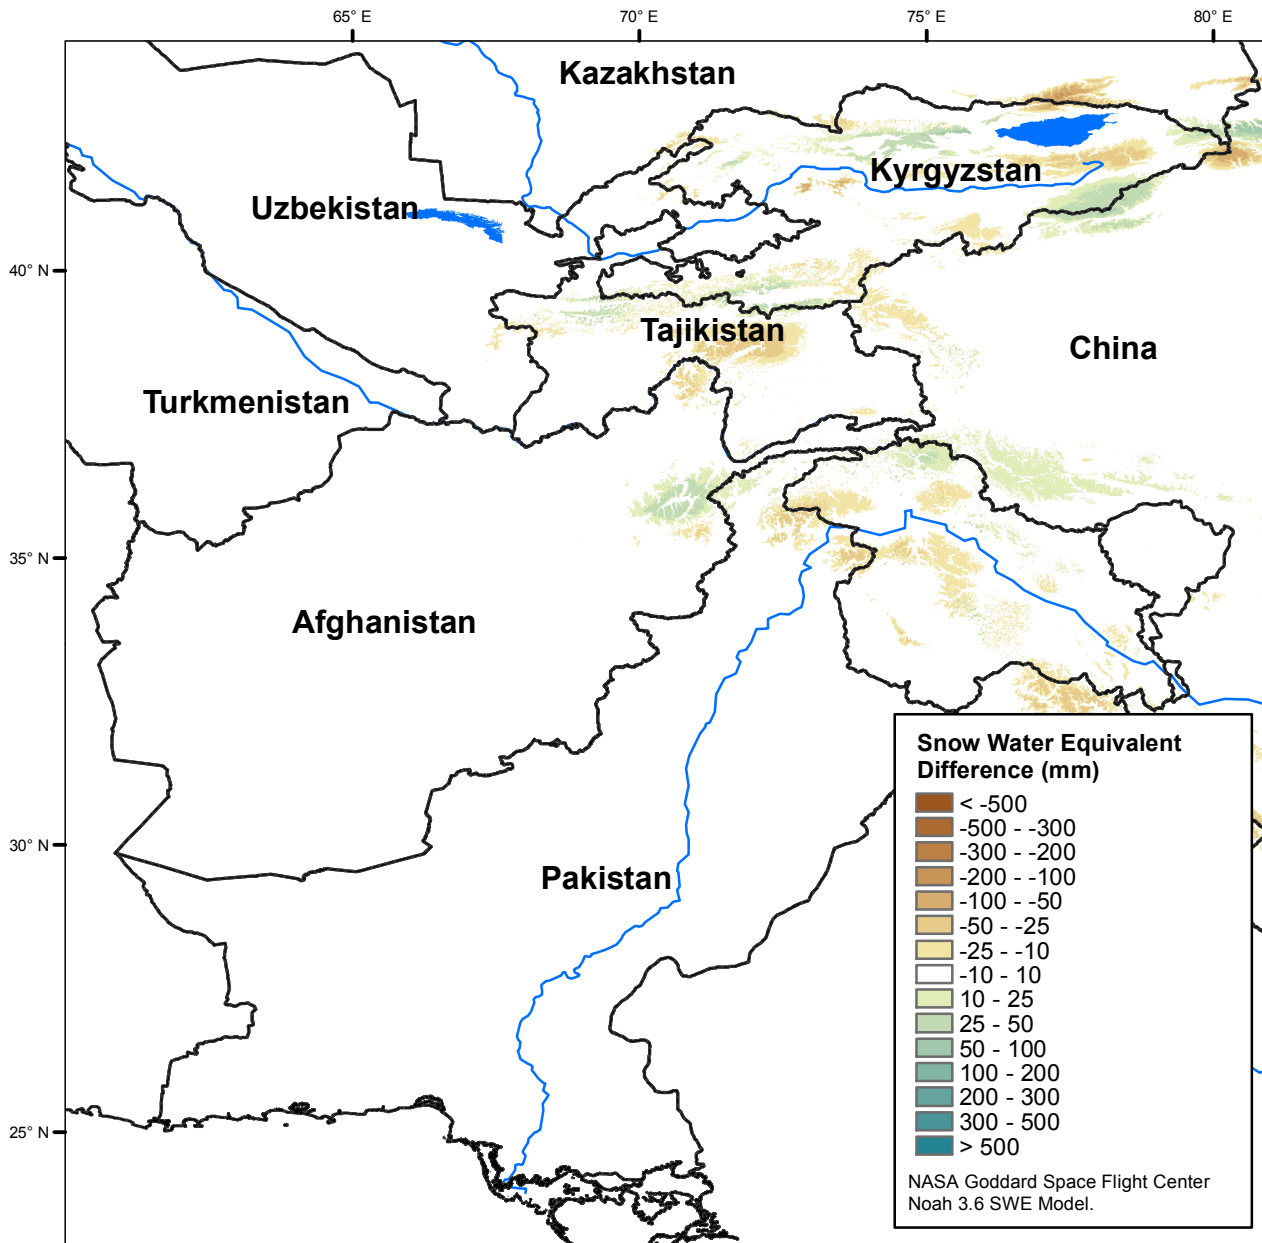 65° E
70° E
75° E
80° E
Kazakhstan
Kyrgyzstan
Uzbekistan
40° N
Tajikistan
China
Turkmenistan
35° N
Afghanistan
Snow Water Equivalent
Difference (mm)
< -500
-500 - -300
30° N
-300 - -200
-200 - -100
Pakistan
-100 - -50
-50 - -25
-25 - -10
-10 - 10
10 - 25
25 - 50
50 - 100
100 - 200
200 - 300
300 - 500
25° N
> 500
NASA Goddard Space Flight Center
Noah 3.6 SWE Model.